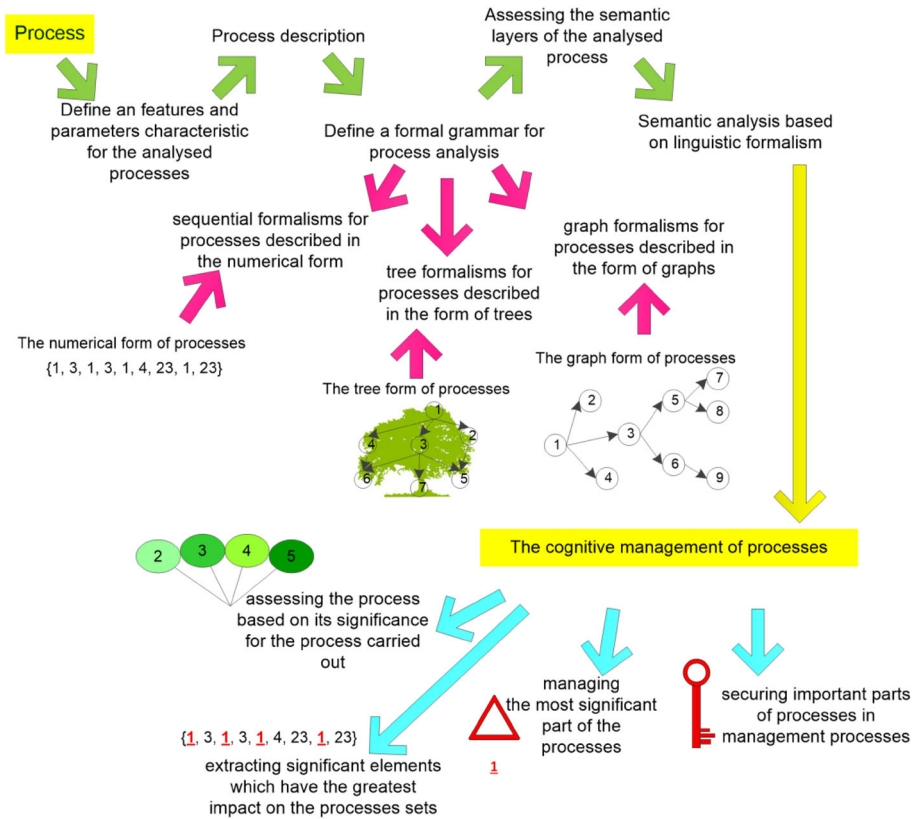 Process
Process description
Assessing the semantic
layers of the analysed
process
Define an features and
parameters characteristic
for the analysed
processes
Define a formal grammar for
process analysis
Semantic analysis based
on linguistic formalism
sequential formalisms for
processes described in
the numerical form
tree formalisms for
processes described
in the form of trees
graph formalisms for
processes described in
the form of graphs
The numerical form of processes
{1, 3, 1, 3, 1, 4, 23, 1, 23}
The tree form of processes
1
4
3
2
6
7
5
The graph form of processes
1
2
3
4
5
6
7
8
9
The cognitive management of processes
2
3
4
5
assessing the process
based on its significance
for the process carried
out
{1, 3, 1, 3, 1, 4, 23, 1, 23}
extracting significant elements
which have the greatest
impact on the processes sets
managing
the most significant
part of the
processes
1
securing important parts
of processes in
management processes